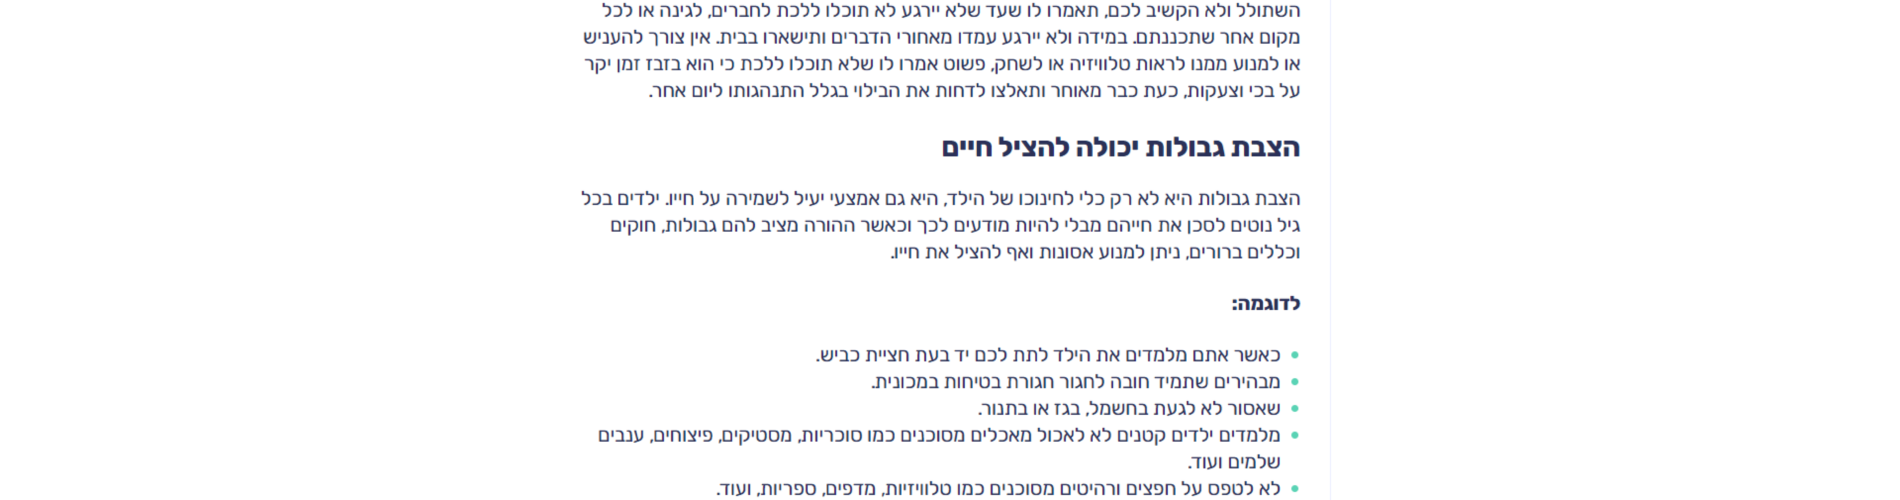 השתולל ולא הקשיב לכם, תאמרו לו שעד שלא יירגע לא תוכלו ללכת לחברים, לגינה או לכל
מקום אחר שתכננתם. במידה ולא יירגע עמדו מאחורי הדברים ותישארו בבית. אין צורך להעניש
או למנוע ממנו לראות טלוויזיה או לשחק, פשוט אמרו לו שלא תוכלו ללכת כי הוא בזבז זמן יקר
על בכי וצעקות, כעת כבר מאוחר ותאלצו לדחות את הבילוי בגלל התנהגותו ליום אחר.
הצבת גבולות יכולה להציל חיים
הצבת גבולות היא לא רק כלי לחינוכו של הילד, היא גם אמצעי יעיל לשמירה על חייו. ילדים בכל
גיל נוטים לסכן את חייהם מבלי להיות מודעים לכך וכאשר ההורה מציב להם גבולות, חוקים
וכללים ברורים, ניתן למנוע אסונות ואף להציל את חייו.
לדוגמה:
• כאשר אתם מלמדים את הילד לתת לכם יד בעת חציית כביש.
• מבהירים שתמיד חובה לחגור חגורת בטיחות במכונית.
• שאסור לא לגעת בחשמל, בגז או בתנור.
• מלמדים ילדים קטנים לא לאכול מאכלים מסוכנים כמו סוכריות, מסטיקים, פיצוחים, ענבים
שלמים ועוד.
• לא לטפס על חפצים ורהיטים מסוכנים כמו טלוויזיות, מדפים, ספריות, ועוד.